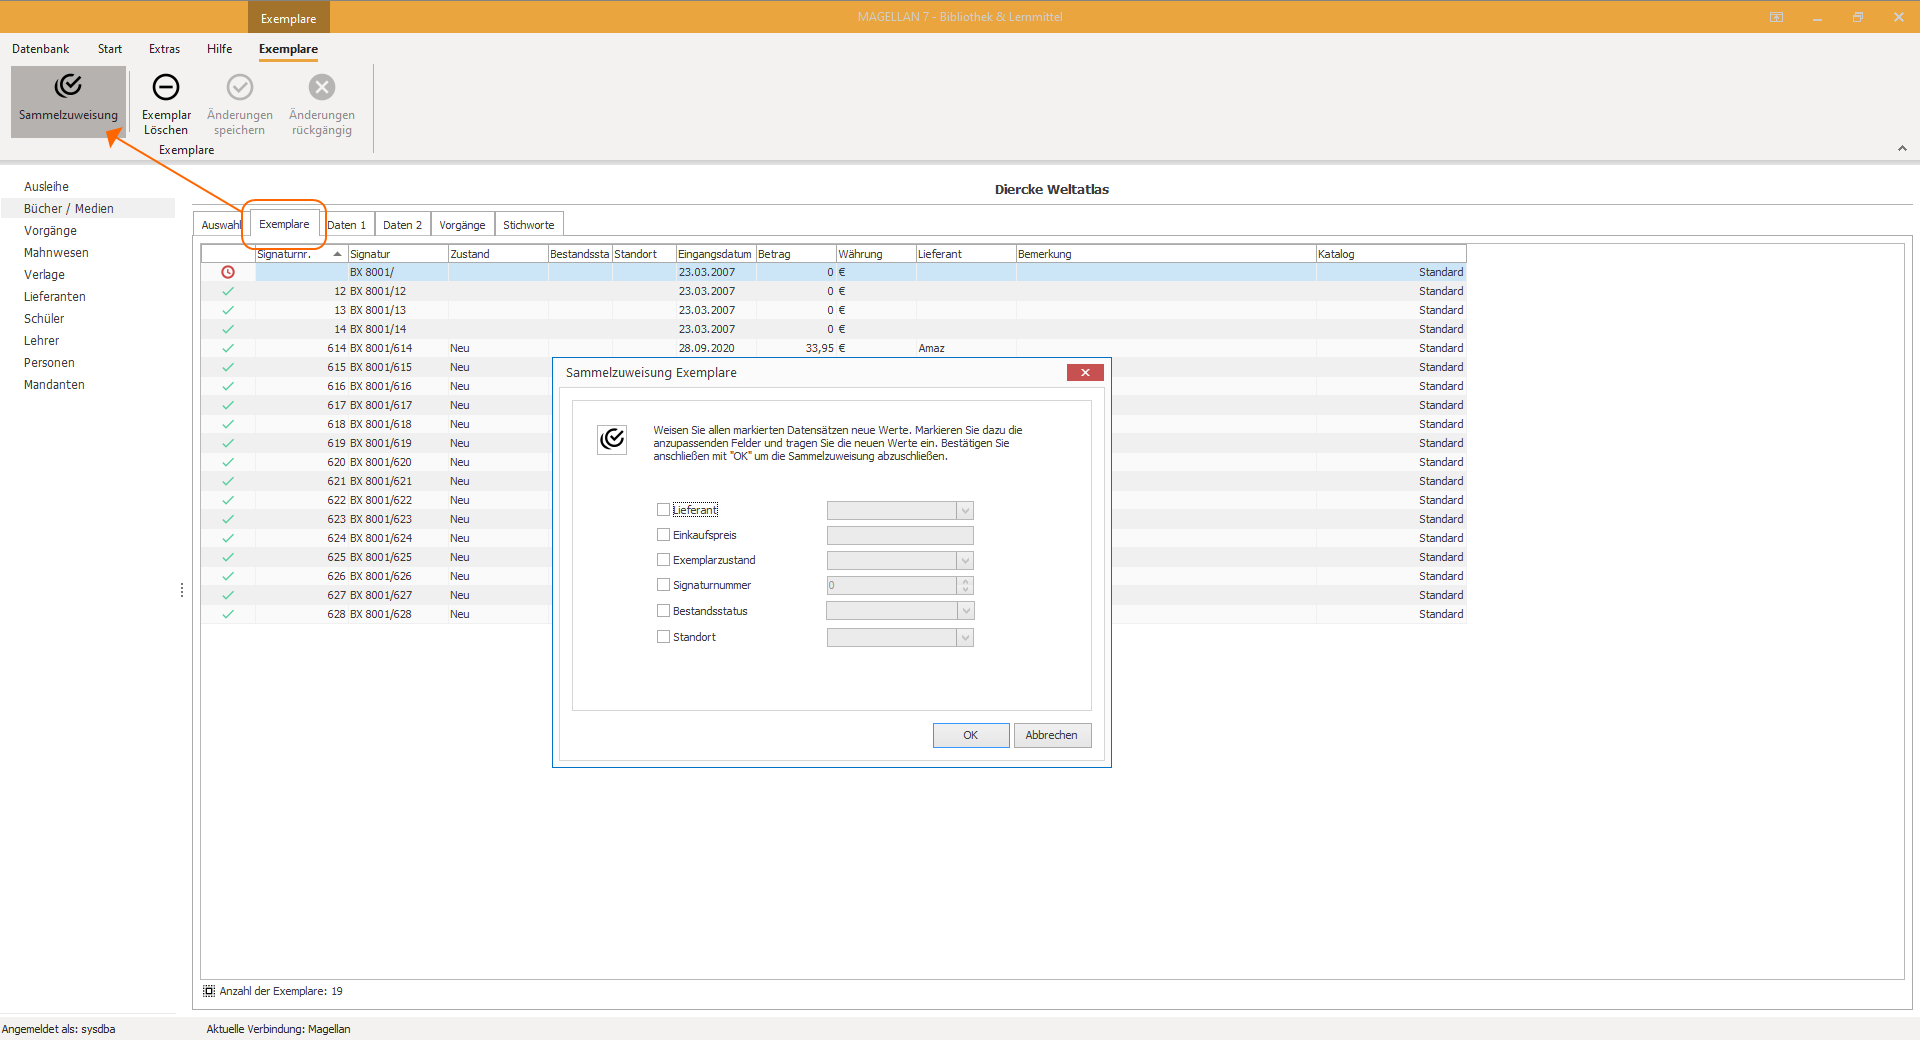 Exemplare
MAGELLAN 7 - Bibliothek & Lernmittel
Datenbank Start Extras Hilfe Exemplare
Sammelzuweisung
Exemplar Löschen
Änderungen speichern
Änderungen rückgängig
Exemplare
Ausleihe
Bücher / Medien
Vorgänge
Mahnwesen
Verlage
Lieferanten
Schüler
Lehrer
Personen
Mandanten
Diercke Weltatlas
Auswahl Exemplare Daten 1 Daten 2 Vorgänge Stichworte
Signaturnr. Signatur Zustand Bestandssta Standort Eingangsdatum Betrag Währung Lieferant Bemerkung Katalog
BX 8001/ 23.03.2007 0 € Standard
12 BX 8001/12 23.03.2007 0 € Standard
13 BX 8001/13 23.03.2007 0 € Standard
14 BX 8001/14 23.03.2007 0 € Standard
614 BX 8001/614 Neu 28.09.2020 33,95 € Amaz Standard
615 BX 8001/615 Neu Standard
616 BX 8001/616 Neu Standard
617 BX 8001/617 Neu Standard
618 BX 8001/618 Neu Standard
619 BX 8001/619 Neu Standard
620 BX 8001/620 Neu Standard
621 BX 8001/621 Neu Standard
622 BX 8001/622 Neu Standard
623 BX 8001/623 Neu Standard
624 BX 8001/624 Neu Standard
625 BX 8001/625 Neu Standard
626 BX 8001/626 Neu Standard
627 BX 8001/627 Neu Standard
628 BX 8001/628 Neu Standard
Sammelzuweisung Exemplare
Weisen Sie allen markierten Datensätzen neue Werte. Markieren Sie dazu die
anzupassenden Felder und tragen Sie die neuen Werte ein. Bestätigen Sie
anschließen mit "OK" um die Sammelzuweisung abzuschließen.
Lieferant
Einkaufspreis
Exemplarzustand
Signaturnummer 0
Bestandsstatus
Standort
OK Abbrechen
Anzahl der Exemplare: 19
Angemeldet als: sysdba Aktuelle Verbindung: Magellan